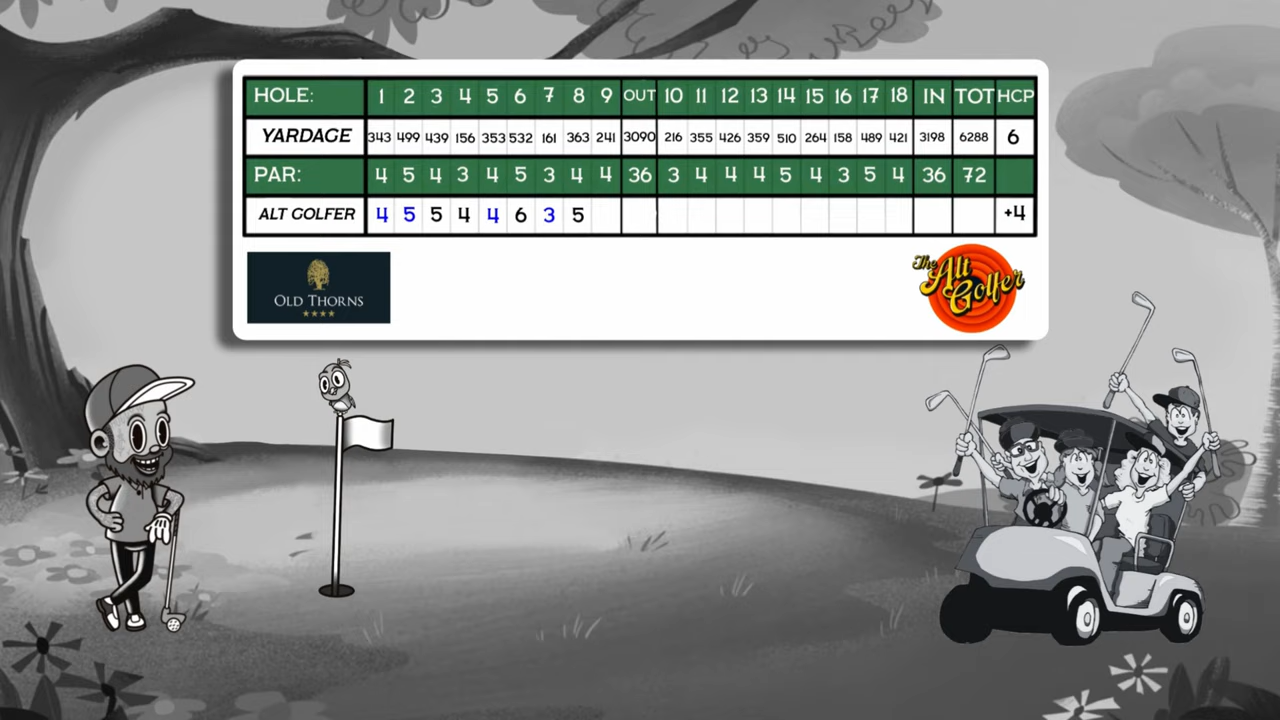 HOLE: 1 2 3 4 5 6 7 8 9 OUT 10 11 12 13 14 15 16 17 18 IN TOT HCP
YARDAGE 343 499 439 156 353 532 161 363 241 3090 216 355 426 359 510 264 158 489 421 3198 6288 6
PAR: 4 5 4 3 4 5 3 4 4 36 3 4 4 4 5 4 3 5 4 36 72
ALT GOLFER 4 5 5 4 4 6 3 5 +4
OLD THORNS
The Alt Golfer